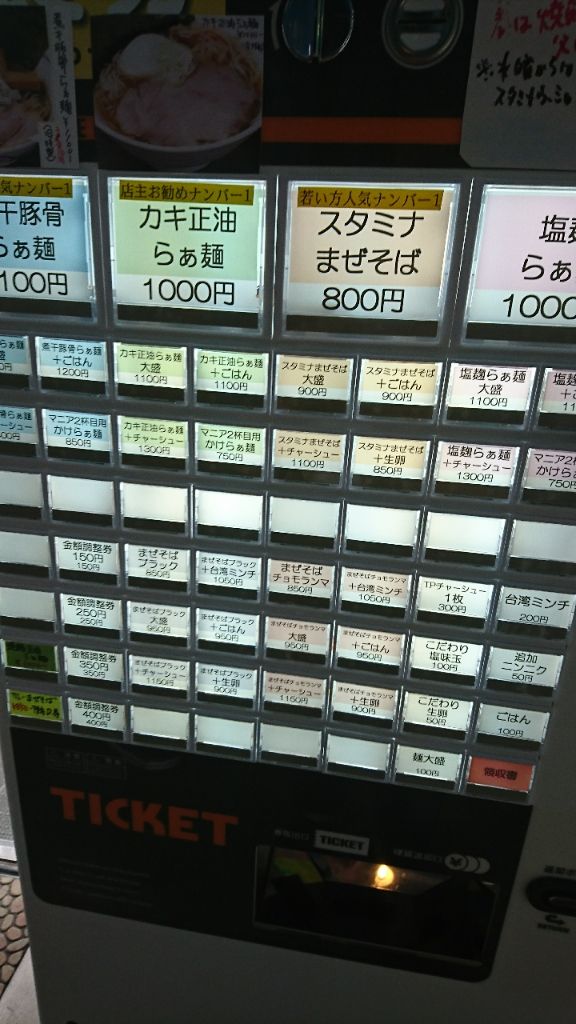 気ナンバー1
干豚骨
らぁ麺
100円
店主お勧めナンバー1
カキ正油
らぁ麺
1000円
若い方人気ナンバー1
スタミナ
まぜそば
800円
塩
らぁ
1000
煮干豚骨らぁ麺
+ごはん
1200円
カキ正油らぁ麺
大盛
1100円
カキ正油らぁ麺
+ごはん
1100円
スタミナまぜそば
大盛
900円
スタミナまぜそば
+ごはん
900円
塩麹らぁ麺
大盛
1100円
マニア2杯目用
かけらぁ麺
850円
カキ正油らぁ麺
+チャーシュー
1300円
マニア2杯目用
かけらぁ麺
750円
スタミナまぜそば
+チャーシュー
1100円
スタミナまぜそば
+生卵
850円
塩麹らぁ麺
+チャーシュー
1300円
マニア2杯
かけらぁ
750円
金額調整券
150円
150円
まぜそば
ブラック
850円
まぜそばブラック
+台湾ミンチ
1050円
まぜそば
チョモランマ
850円
まぜそばチョモランマ
+台湾ミンチ
1050円
TPチャーシュー
1枚
300円
台湾ミンチ
200円
金額調整券
250円
250円
まぜそばブラック
大盛
950円
まぜそばブラック
+ごはん
950円
まぜそばチョモランマ
大盛
950円
まぜそばチョモランマ
+ごはん
950円
こだわり
塩味玉
100円
追加
ニンニク
50円
金額調整券
350円
350円
まぜそばブラック
+チャーシュー
1150円
まぜそばブラック
+生卵
900円
まぜそばチョモランマ
+チャーシュー
1150円
まぜそばチョモランマ
+生卵
900円
こだわり
生卵
50円
ごはん
100円
金額調整券
400円
400円
麺大盛
100円
領収書
TICKET
TICKET